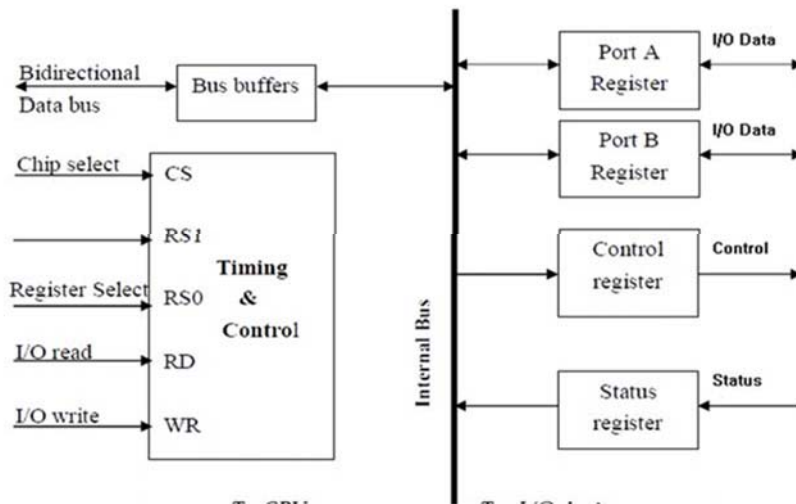 Bidirectional
Data bus
Bus buffers
Chip select
CS
RS1
Register Select
RS0
I/O read
RD
I/O write
WR
Timing
&
Control
Internal Bus
Port A
Register
I/O Data
Port B
Register
I/O Data
Control
register
Control
Status
register
Status